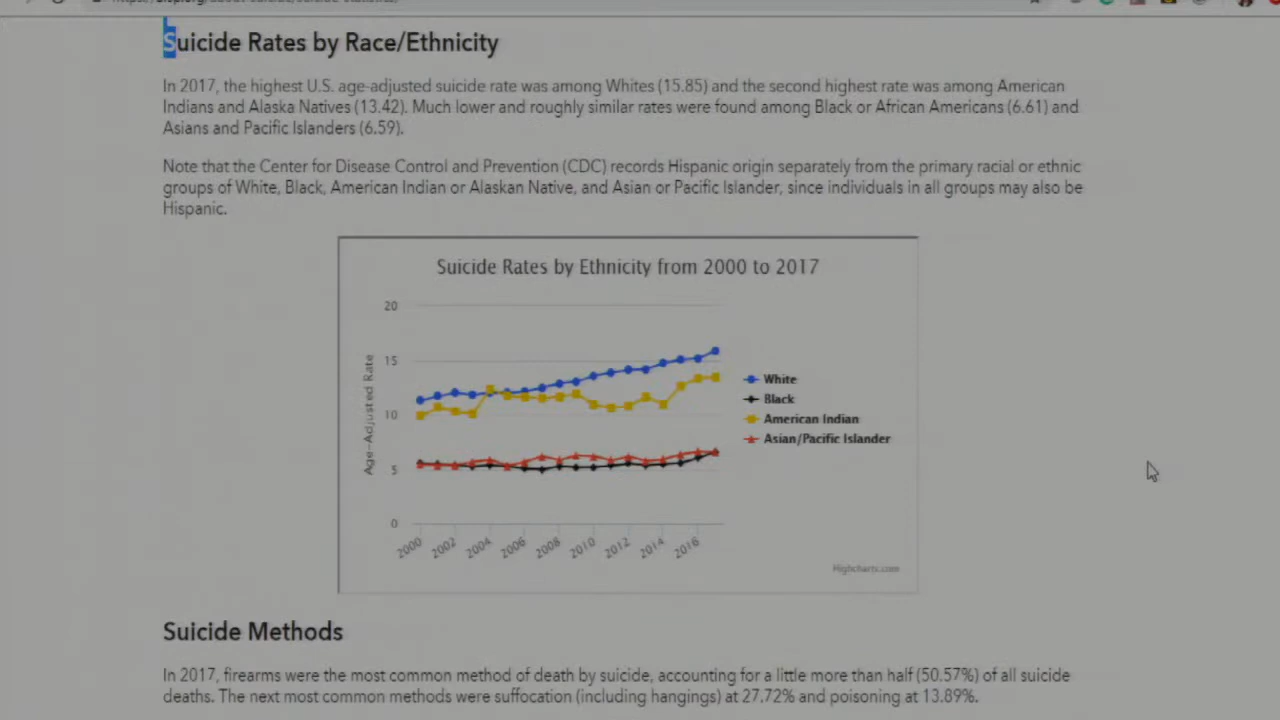 Suicide Rates by Race/Ethnicity
In 2017, the highest U.S. age-adjusted suicide rate was among Whites (15.85) and the second highest rate was among American
Indians and Alaska Natives (13.42). Much lower and roughly similar rates were found among Black or African Americans (6.61) and
Asians and Pacific Islanders (6.59).
Note that the Center for Disease Control and Prevention (CDC) records Hispanic origin separately from the primary racial or ethnic
groups of White, Black, American Indian or Alaskan Native, and Asian or Pacific Islander, since individuals in all groups may also be
Hispanic.
Suicide Rates by Ethnicity from 2000 to 2017
Age-Adjusted Rate
20
15
10
5
0
2000 2002 2004 2006 2008 2010 2012 2014 2016
White
Black
American Indian
Asian/Pacific Islander
Highcharts.com
Suicide Methods
In 2017, firearms were the most common method of death by suicide, accounting for a little more than half (50.57%) of all suicide
deaths. The next most common methods were suffocation (including hangings) at 27.72% and poisoning at 13.89%.